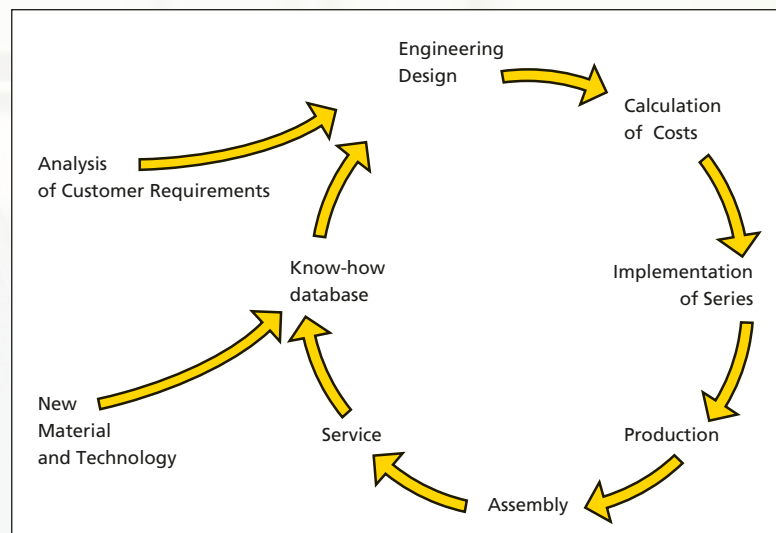 Engineering
Design
Calculation
of Costs
Analysis
of Customer Requirements
Know-how
database
Implementation
of Series
New
Material
and Technology
Service
Production
Assembly